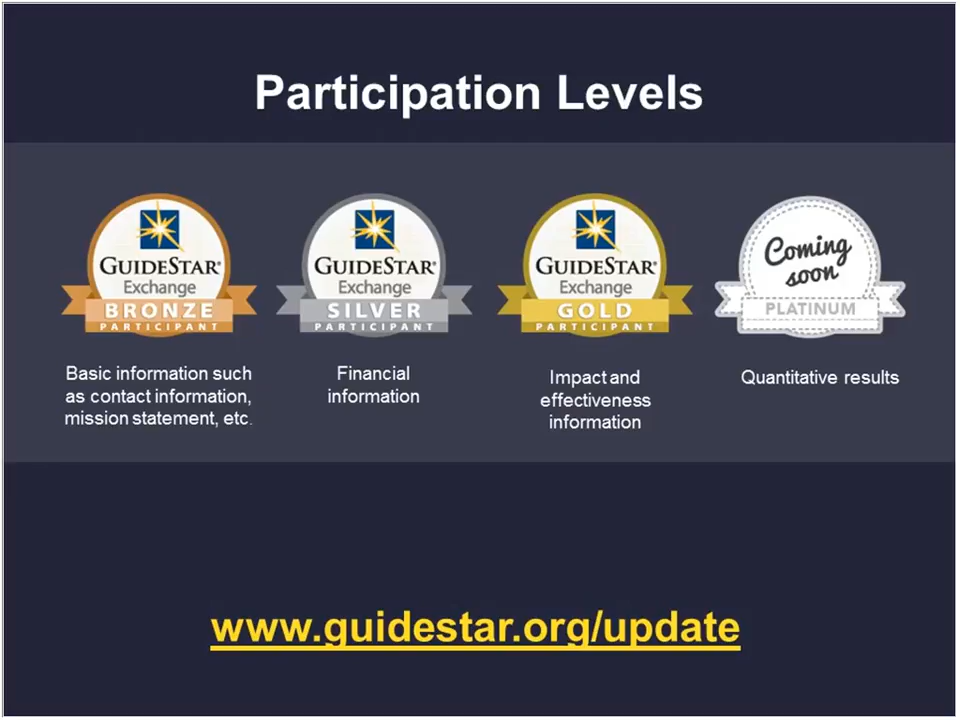 Participation Levels
GUIDESTAR®
Exchange
BRONZE
PARTICIPANT
Basic information such
as contact information,
mission statement, etc.
GUIDESTAR®
Exchange
SILVER
PARTICIPANT
Financial
information
GUIDESTAR®
Exchange
GOLD
PARTICIPANT
Impact and
effectiveness
information
Coming
soon
PLATINUM
Quantitative results
www.guidestar.org/update